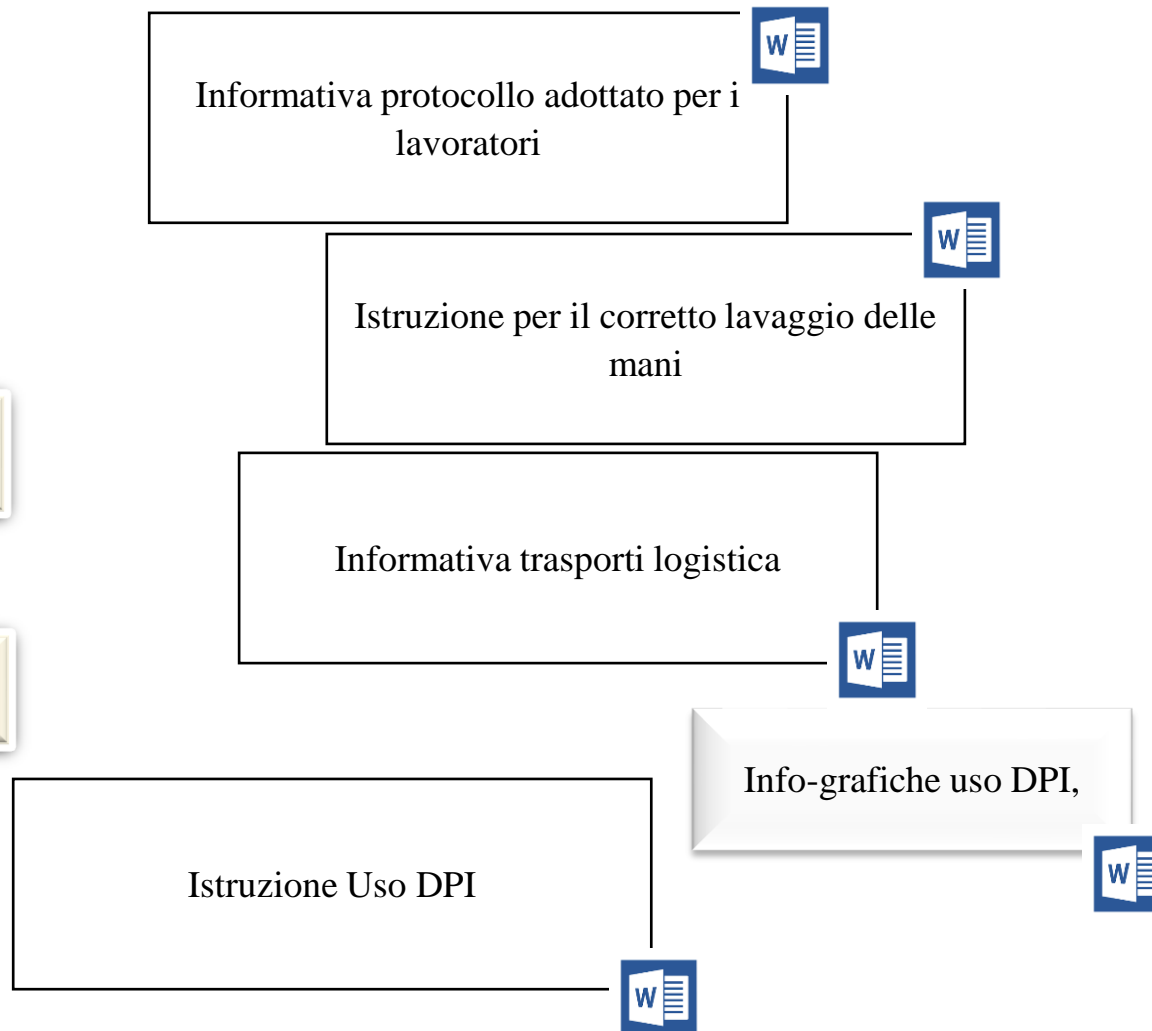 Informativa protocollo adottato per i
lavoratori
Istruzione per il corretto lavaggio delle
mani
Informativa trasporti logistica
Info-grafiche uso DPI,
Istruzione Uso DPI